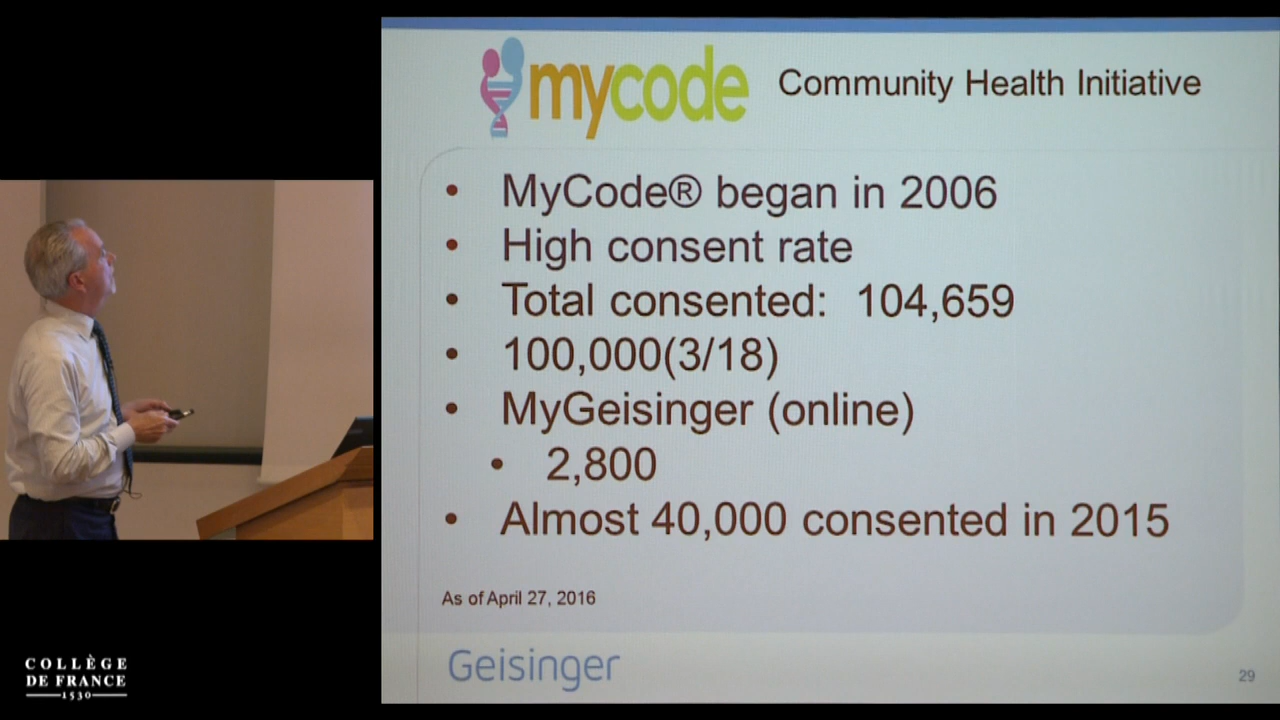 mycode Community Health Initiative
• MyCode® began in 2006
• High consent rate
• Total consented: 104,659
• 100,000(3/18)
• MyGeisinger (online)
• 2,800
• Almost 40,000 consented in 2015
As of April 27, 2016
Geisinger
29
COLLÈGE
DE FRANCE
1530